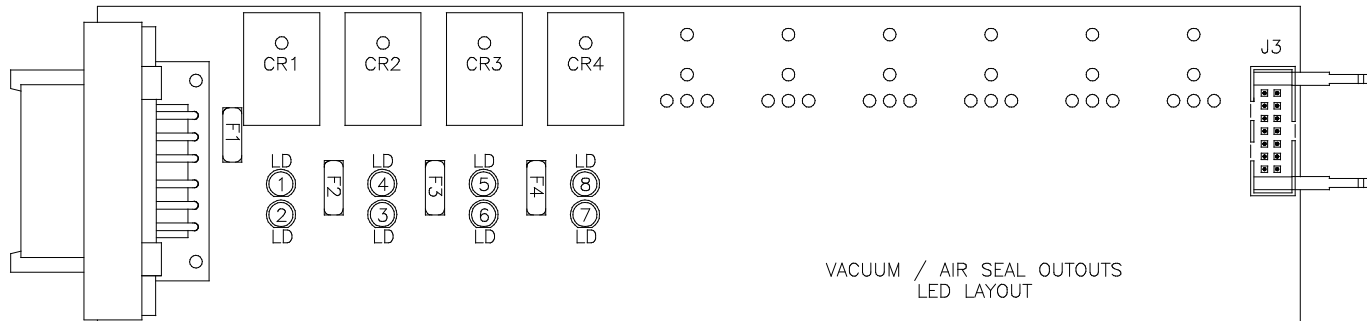 J3
CR1 CR2 CR3 CR4
F1
LD LD LD LD
1 F2 4 F3 5 F4 8
2 3 6 7
LD LD LD LD
VACUUM / AIR SEAL OUTOUTS
LED LAYOUT